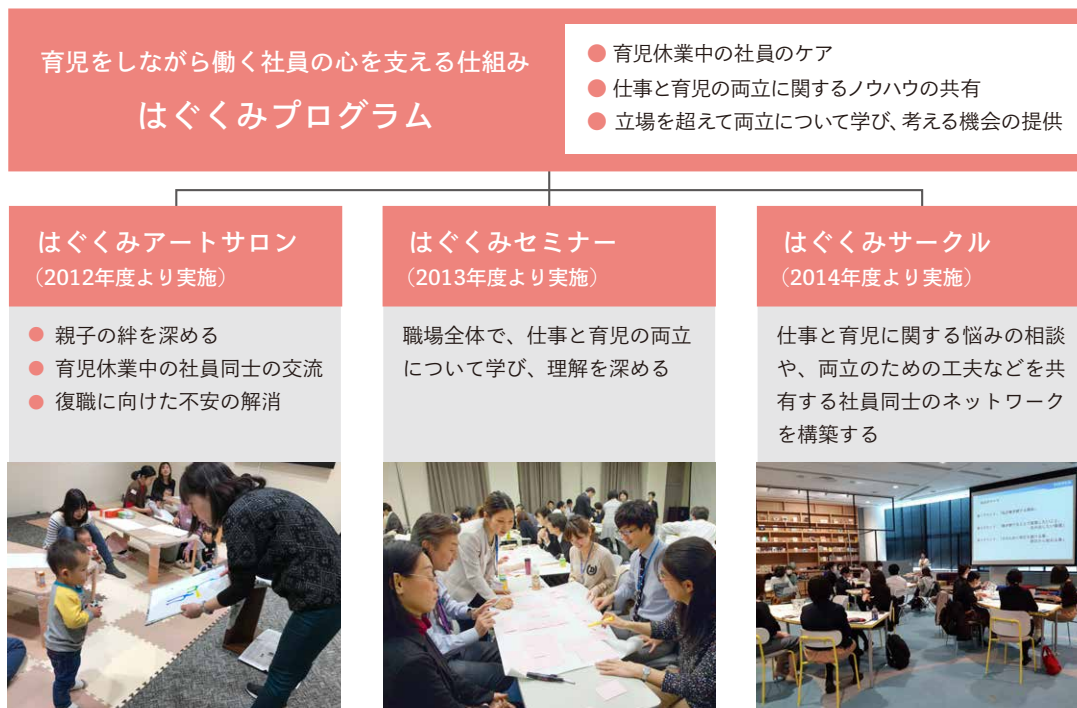 育児をしながら働く社員の心を支える仕組み
はぐくみプログラム
● 育児休業中の社員のケア
● 仕事と育児の両立に関するノウハウの共有
● 立場を超えて両立について学び、考える機会の提供
はぐくみアートサロン
（2012年度より実施）
● 親子の絆を深める
● 育児休業中の社員同士の交流
● 復職に向けた不安の解消
はぐくみセミナー
（2013年度より実施）
職場全体で、仕事と育児の両立
について学び、理解を深める
はぐくみサークル
（2014年度より実施）
仕事と育児に関する悩みの相談
や、両立のための工夫などを共
有する社員同士のネットワーク
を構築する